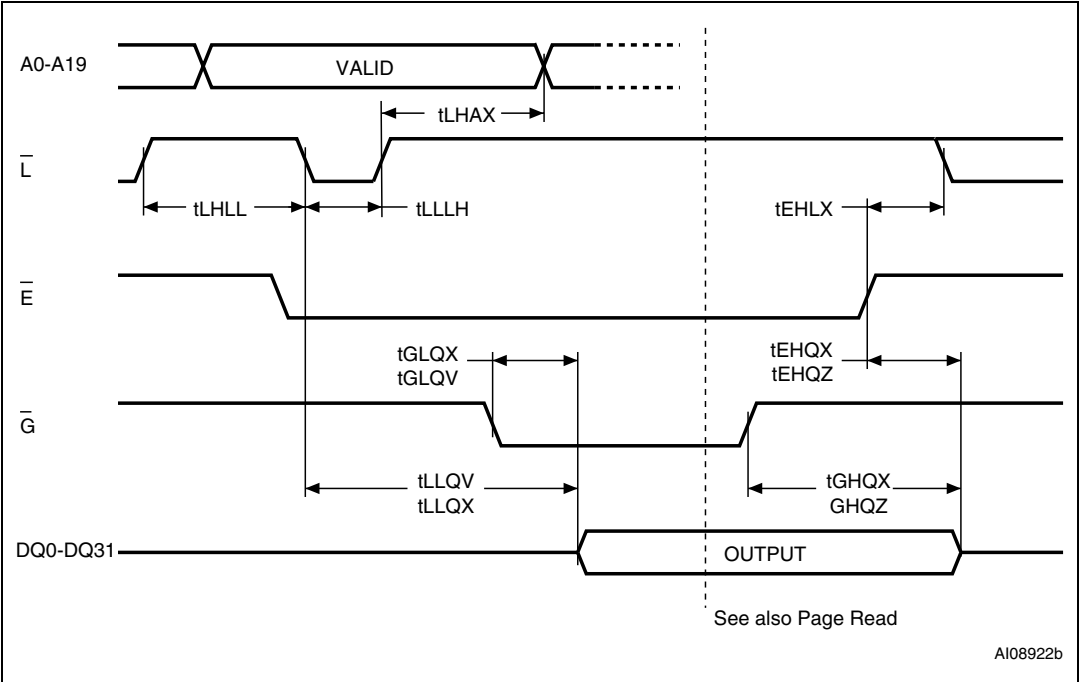 A0-A19
VALID
tLHAX
L̅
tLHLL
tLLLH
tEHLX
E̅
tGLQX
tGLQV
tEHQX
tEHQZ
G̅
tLLQV
tLLQX
tGHQX
GHQZ
DQ0-DQ31
OUTPUT
See also Page Read
AI08922b